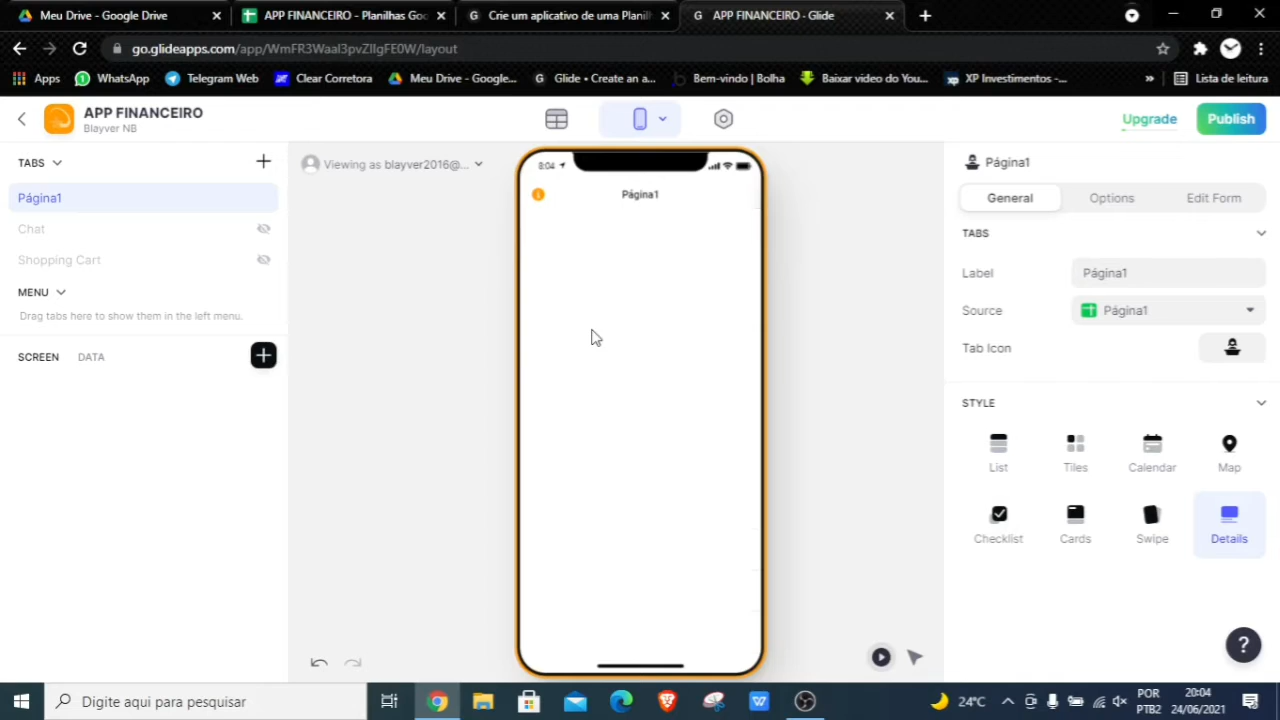 Meu Drive - Google Drive
APP FINANCEIRO - Planilhas Goo
Crie um aplicativo de uma Planilh
APP FINANCEIRO - Glide
go.glideapps.com/app/WmFR3Waal3pvZllgFE0W/layout
Apps
WhatsApp
Telegram Web
Clear Corretora
Meu Drive - Google...
Glide • Create an a...
Bem-vindo | Bolha
Baixar video do You...
XP Investimentos -...
»
Lista de leitura
APP FINANCEIRO
Blayver NB
Upgrade
Publish
TABS
Página1
Chat
Shopping Cart
MENU
Drag tabs here to show them in the left menu.
SCREEN DATA
Viewing as blayver2016@...
8:04
Página1
Página1
General Options Edit Form
TABS
Label Página1
Source Página1
Tab Icon
STYLE
List Tiles Calendar Map
Checklist Cards Swipe Details
?
Digite aqui para pesquisar
24°C
POR
PTB2
20:04
24/06/2021